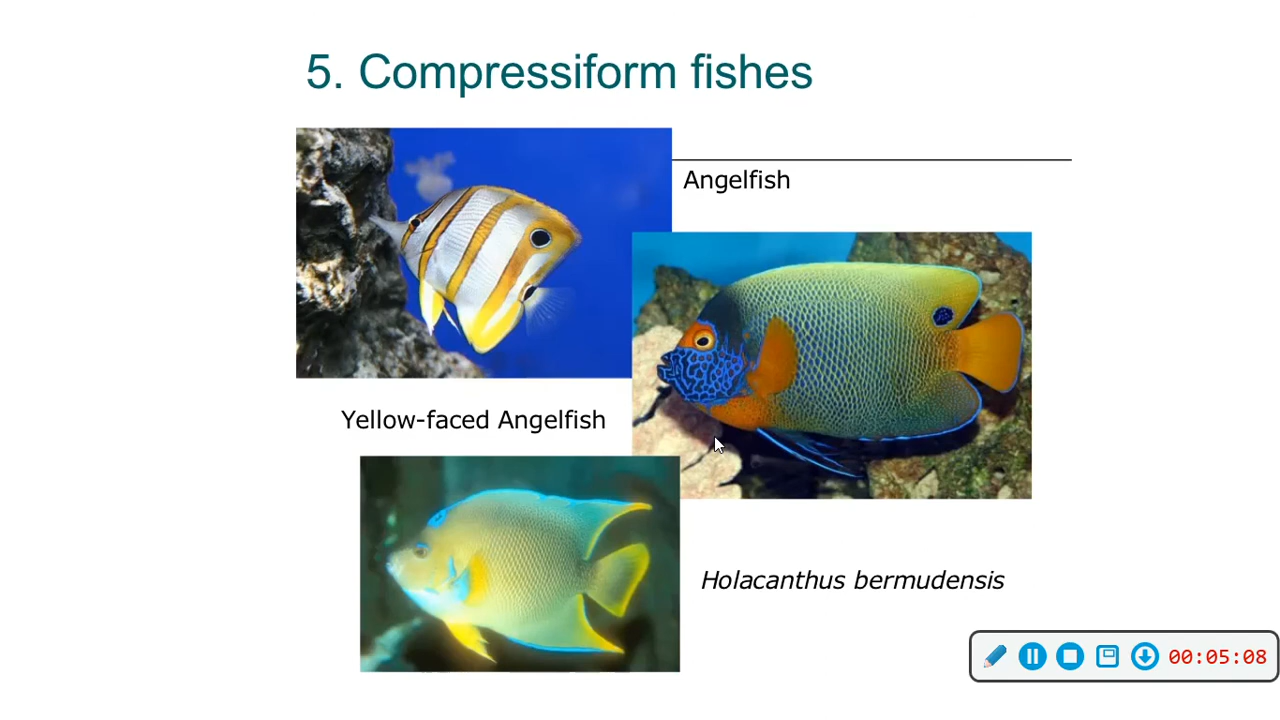 5. Compressiform fishes
Angelfish
Yellow-faced Angelfish
Holacanthus bermudensis
00:05:08